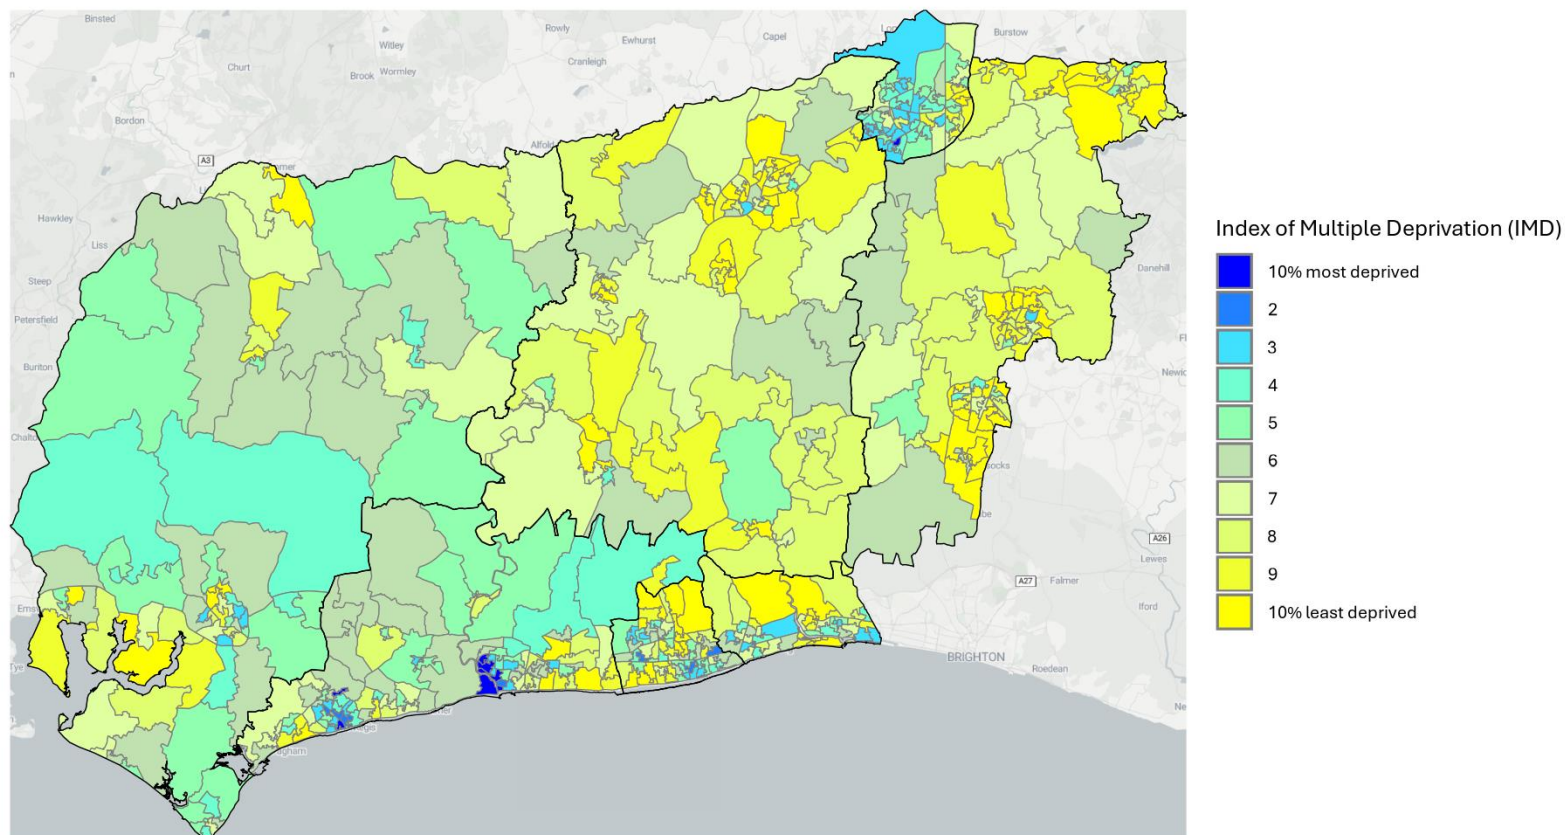 Binsted
Rowly
Burstow
Witley
Ewhurst
Capel
Churt
Cranleigh
Brook
Wormley
Bordon
Alfold
A3
Hawkley
Liss
Steep
Danehill
Petersfield
Buriton
Index of Multiple Deprivation (IMD)
10% most deprived
2
3
4
5
6
7
8
9
10% least deprived
A26
Lewes
A27
Falmer
Iford
BRIGHTON
Roedean